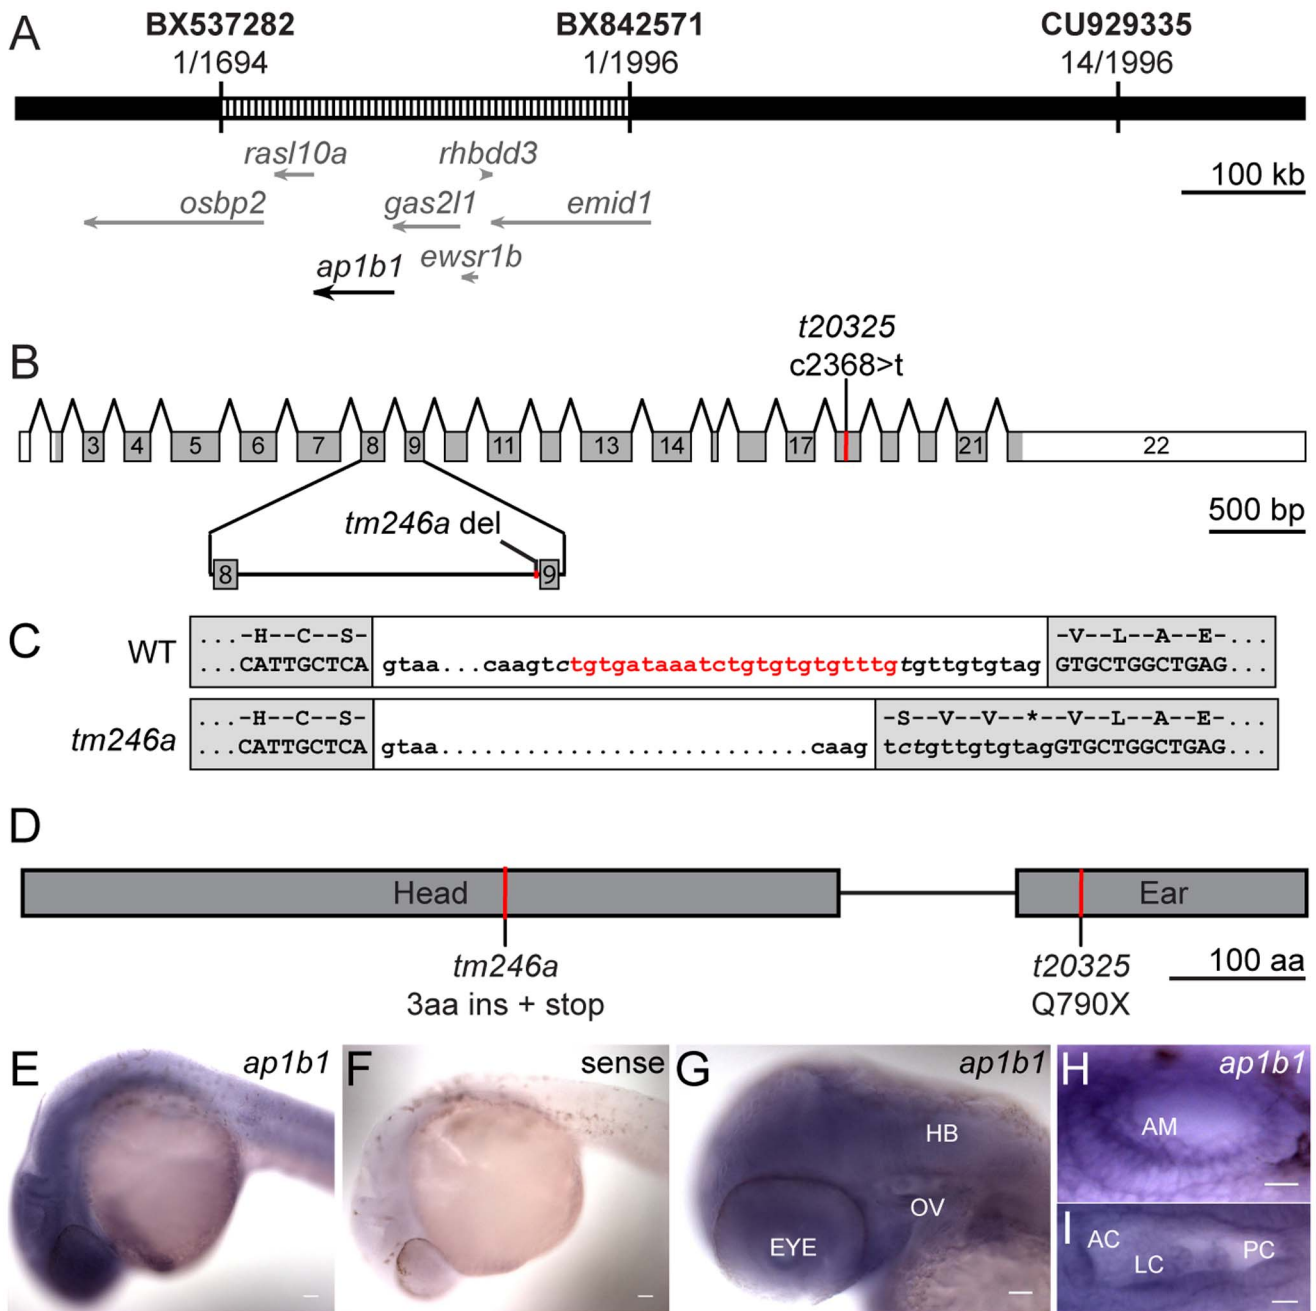 A
BX537282 BX842571 CU929335
1/1694 1/1996 14/1996
rasl10a rhbdd3
100 kb
osbp2 gas2l1 emid1
ap1b1 ewsr1b
B
t20325
c2368>t
3 4 5 6 7 8 9 11 13 14 17 21 22
500 bp
tm246a del
8 9
C
WT
...-H--C--S- -V--L--A--E-...
...CATTGCTCA gtaa...caagtctgtgataaatctgtgtgtgtttgtgttgtgtag GTGCTGGCTGAG...
tm246a
...-H--C--S- -S--V--V--*--V--L--A--E-...
...CATTGCTCA gtaa............................caag tctgttgtgtagGTGCTGGCTGAG...
D
Head Ear
tm246a t20325 100 aa
3aa ins + stop Q790X
E ap1b1
F sense
G ap1b1
HB
OV
EYE
H ap1b1
AM
I
AC
LC
PC